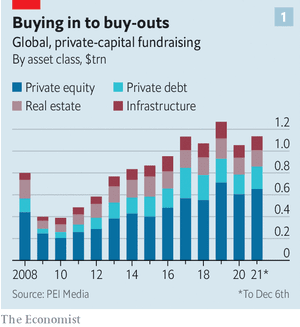 Buying in to buy-outs
1
Global, private-capital fundraising
By asset class, $trn
Private equity
Private debt
Real estate
Infrastructure
1.2
1.0
0.8
0.6
0.4
0.2
0
2008 10 12 14 16 18 20 21*
Source: PEI Media
*To Dec 6th
The Economist